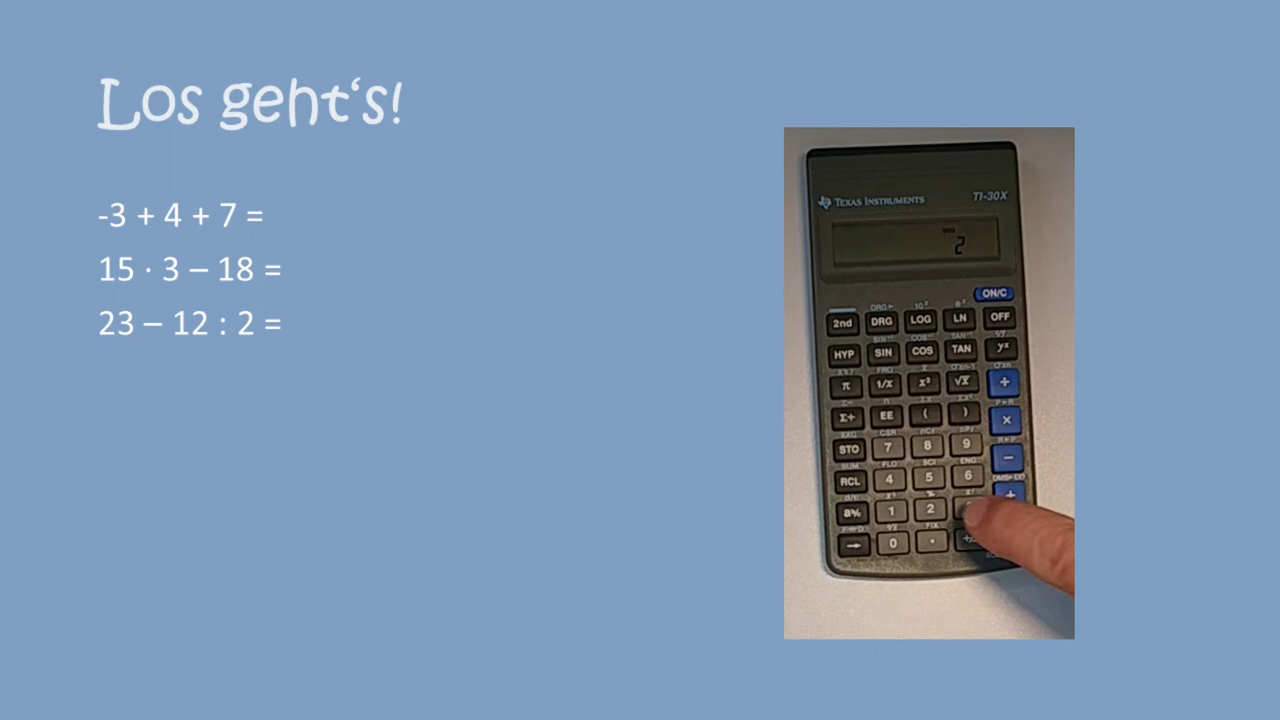 Los geht‘s!
-3 + 4 + 7 =
15 · 3 – 18 =
23 – 12 : 2 =
TEXAS INSTRUMENTS TI-30X
2
ON/C
2nd DRG LOG LN OFF
HYP SIN COS TAN yˣ
π 1/x x² √x ÷
Σ+ EE ( ) ×
STO 7 8 9 −
RCL 4 5 6 +
1 2
→ 0 .